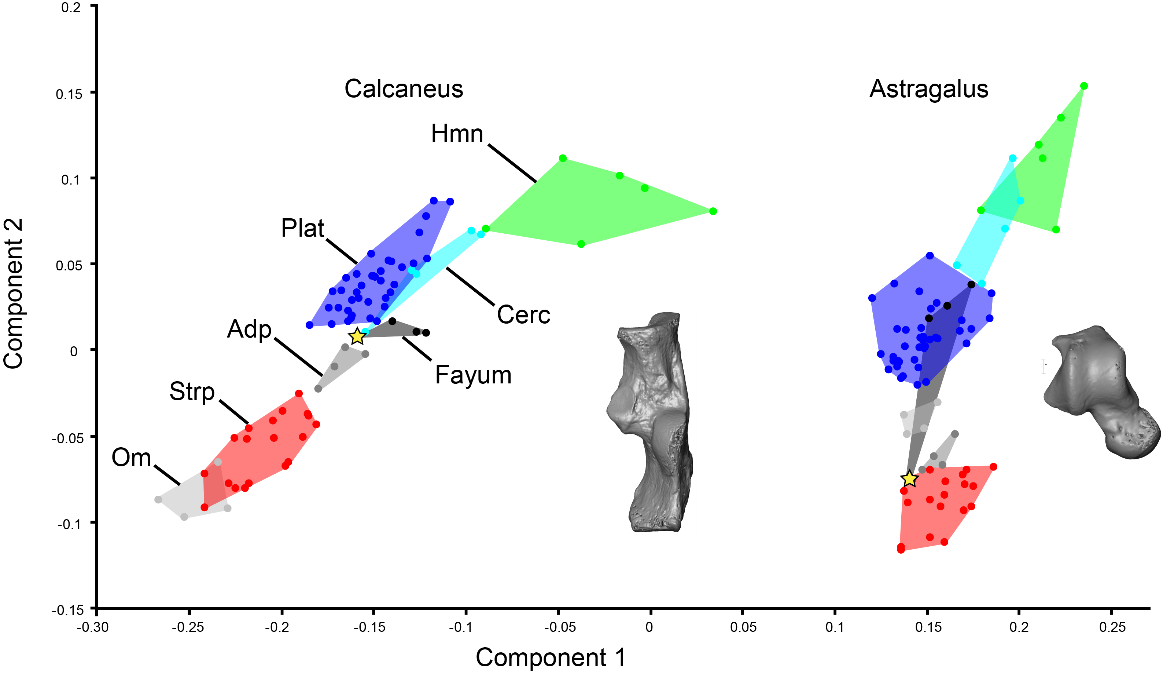 0.2
0.15
0.1
0.05
0
-0.05
-0.1
-0.15
Component 2
Calcaneus
Astragalus
Hmn
Plat
Cerc
Adp
Fayum
Strp
Om
-0.30
-0.25
-0.2
-0.15
-0.1
-0.05
0
0.05
0.1
0.15
0.2
0.25
Component 1